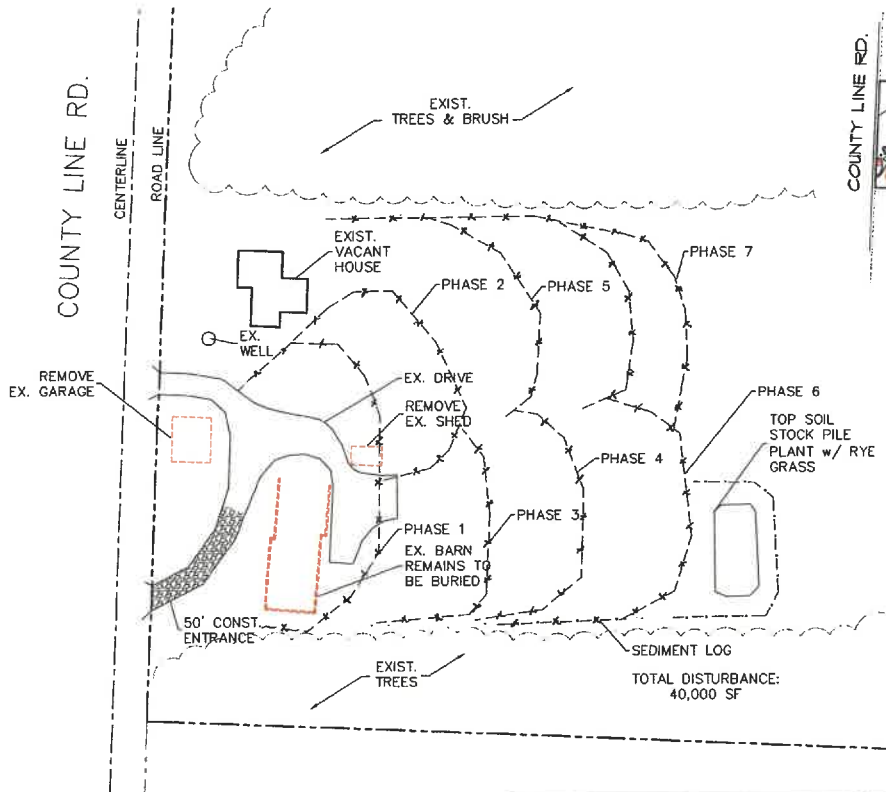 COUNTY LINE RD.
CENTERLINE
ROAD LINE
EXIST.
TREES & BRUSH
COUNTY LINE RD.
EXIST.
VACANT
HOUSE
PHASE 2
PHASE 5
PHASE 7
EX.
WELL
REMOVE
EX. GARAGE
EX. DRIVE
REMOVE
EX. SHED
PHASE 6
TOP SOIL
STOCK PILE
PLANT w/ RYE
GRASS
PHASE 4
PHASE 3
PHASE 1
EX. BARN
REMAINS TO
BE BURIED
50' CONST.
ENTRANCE
SEDIMENT LOG
EXIST.
TREES
TOTAL DISTURBANCE:
40,000 SF